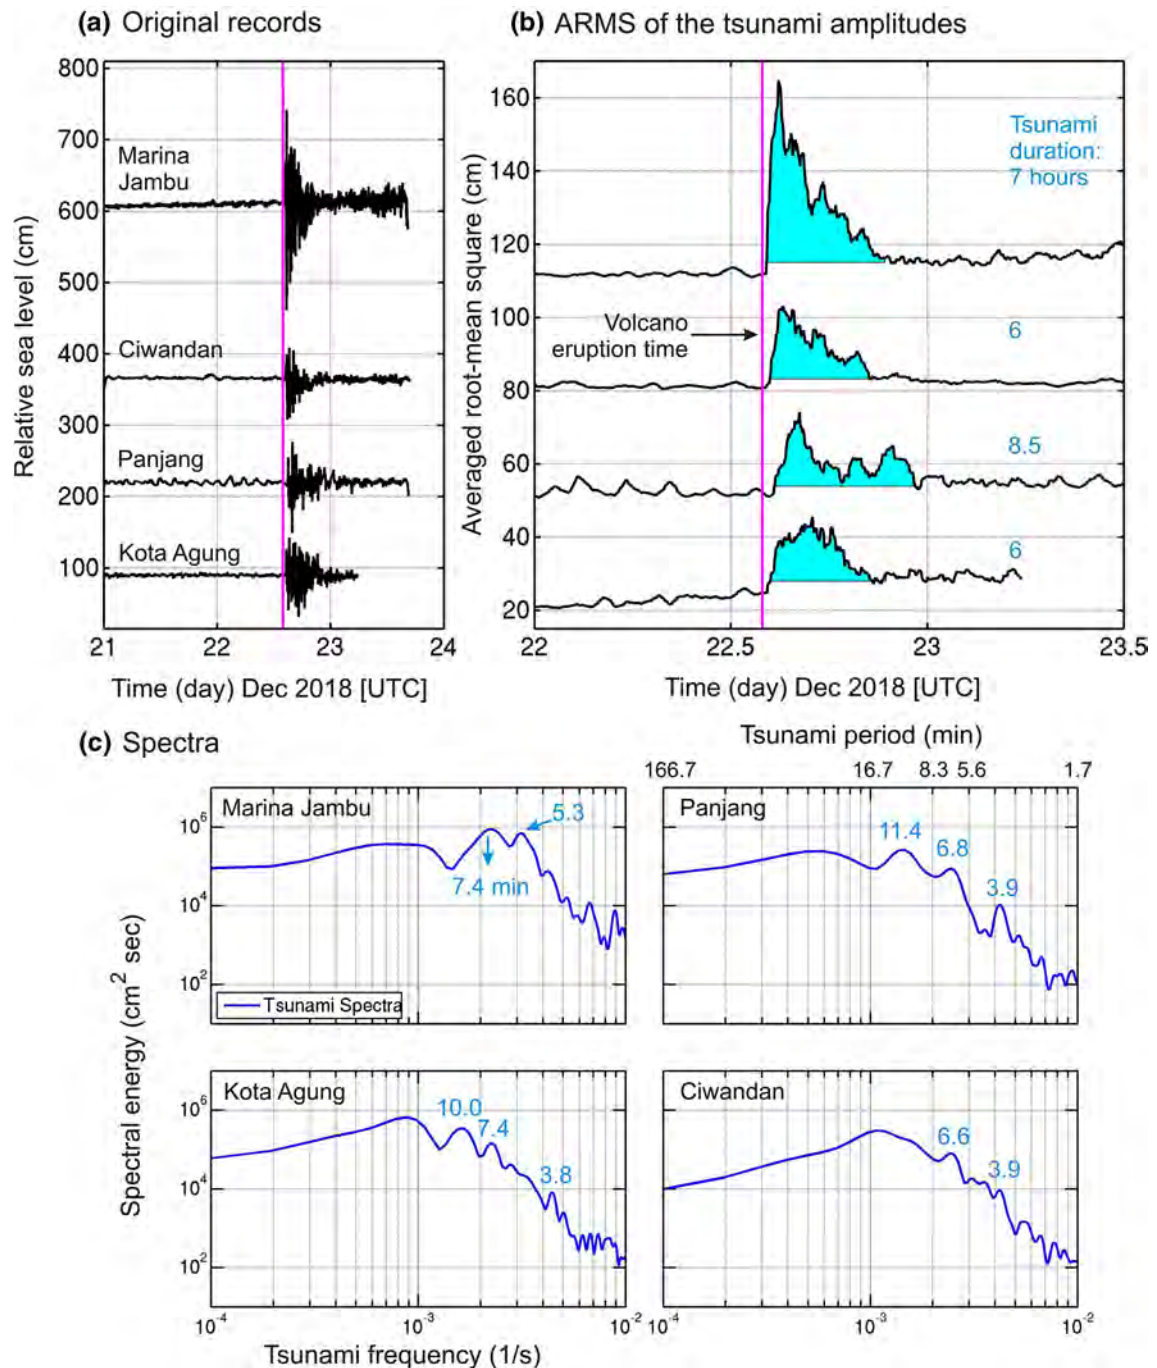 (a) Original records
(b) ARMS of the tsunami amplitudes
Relative sea level (cm)
800
700
600
500
400
300
200
100
Marina
Jambu
Ciwandan
Panjang
Kota Agung
21
22
23
24
Time (day) Dec 2018 [UTC]
Averaged root-mean square (cm)
160
140
120
100
80
60
40
20
Tsunami
duration:
7 hours
Volcano
eruption time
6
8.5
6
22
22.5
23
23.5
Time (day) Dec 2018 [UTC]
(c) Spectra
Tsunami period (min)
166.7
16.7
8.3
5.6
1.7
Spectral energy (cm² sec)
Marina Jambu
10⁶
10⁴
10²
5.3
7.4 min
Tsunami Spectra
Panjang
11.4
6.8
3.9
Kota Agung
10⁶
10⁴
10²
10.0
7.4
3.8
10⁻⁴
10⁻³
10⁻²
Ciwandan
6.6
3.9
10⁻⁴
10⁻³
10⁻²
Tsunami frequency (1/s)